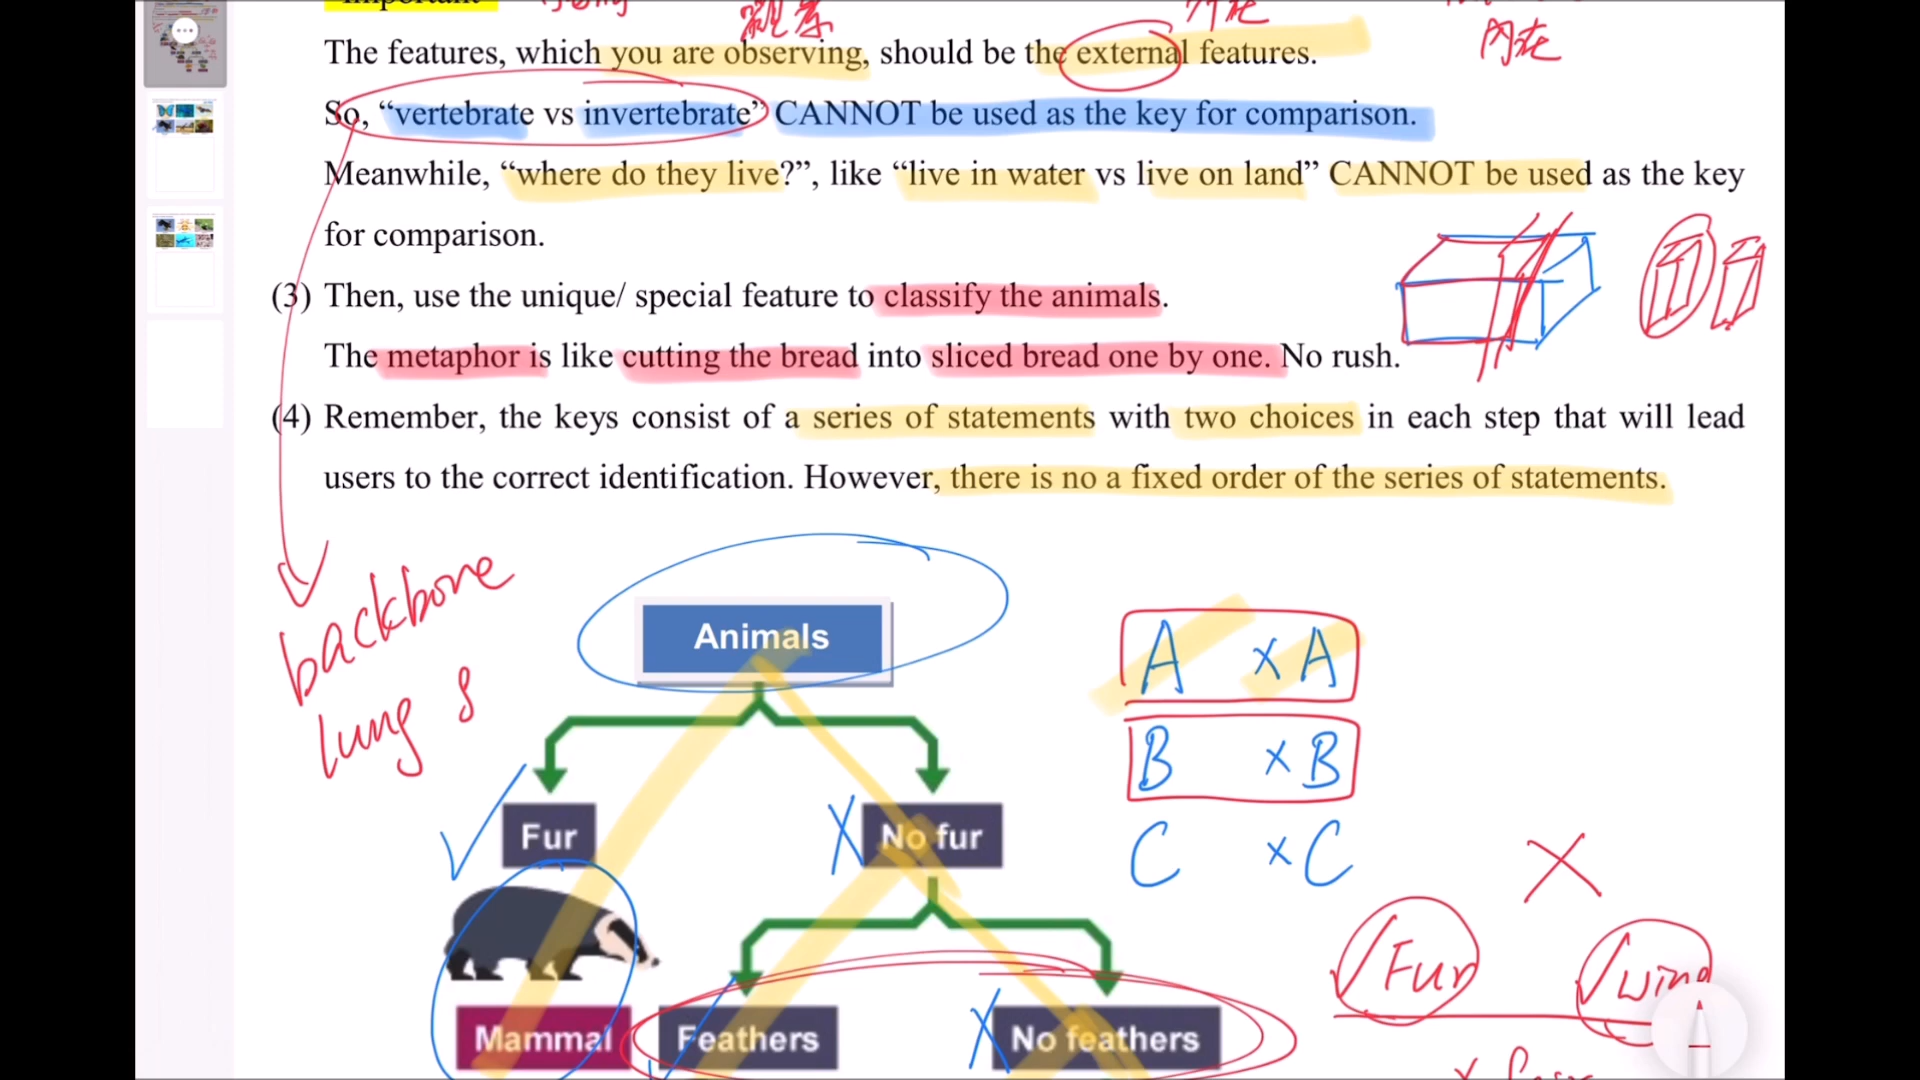 Important
觀察
內在
The features, which you are observing, should be the external features.
So, “vertebrate vs invertebrate” CANNOT be used as the key for comparison.
Meanwhile, “where do they live?”, like “live in water vs live on land” CANNOT be used as the key
for comparison.
(3) Then, use the unique/ special feature to classify the animals.
The metaphor is like cutting the bread into sliced bread one by one. No rush.
(4) Remember, the keys consist of a series of statements with two choices in each step that will lead
users to the correct identification. However, there is no a fixed order of the series of statements.
backbone
lung
Animals
A × A
B × B
C × C
Fur
No fur
Fur
wing
Mammal
Feathers
No feathers